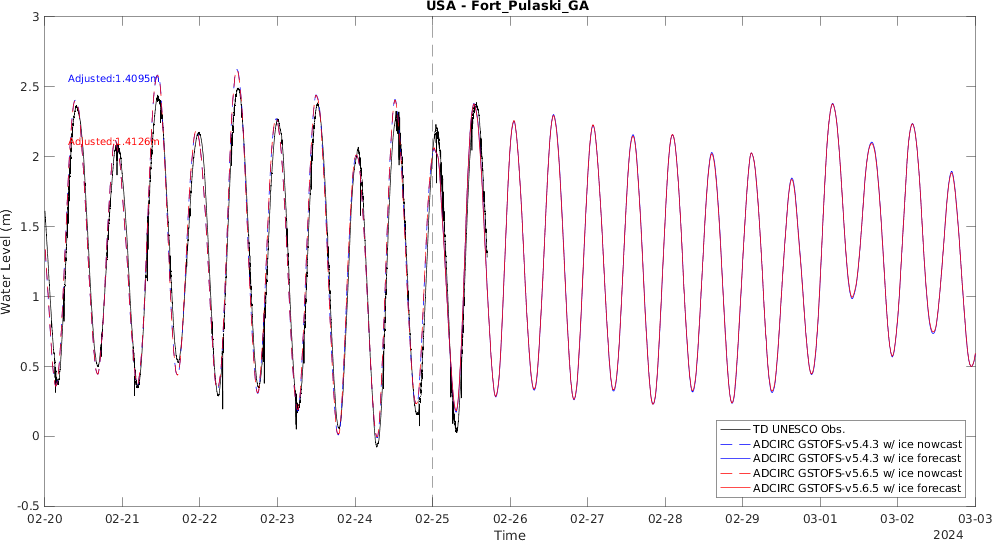 USA - Fort_Pulaski_GA
3
2.5
2
1.5
1
0.5
0
-0.5
Water Level (m)
Adjusted:1.4095m
Adjusted:1.4126m
TD UNESCO Obs.
ADCIRC GSTOFS-v5.4.3 w/ ice nowcast
ADCIRC GSTOFS-v5.4.3 w/ ice forecast
ADCIRC GSTOFS-v5.6.5 w/ ice nowcast
ADCIRC GSTOFS-v5.6.5 w/ ice forecast
02-20 02-21 02-22 02-23 02-24 02-25 02-26 02-27 02-28 02-29 03-01 03-02 03-03
Time
2024